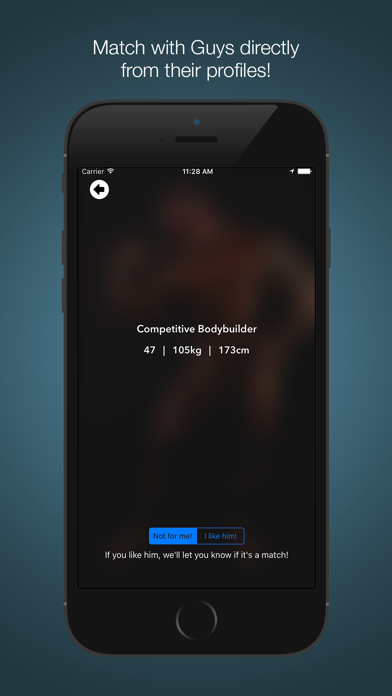 Match with Guys directly
from their profiles!
Carrier 11:28 AM
Competitive Bodybuilder
47 | 105kg | 173cm
Not for me! I like him!
If you like him, we'll let you know if it's a match!